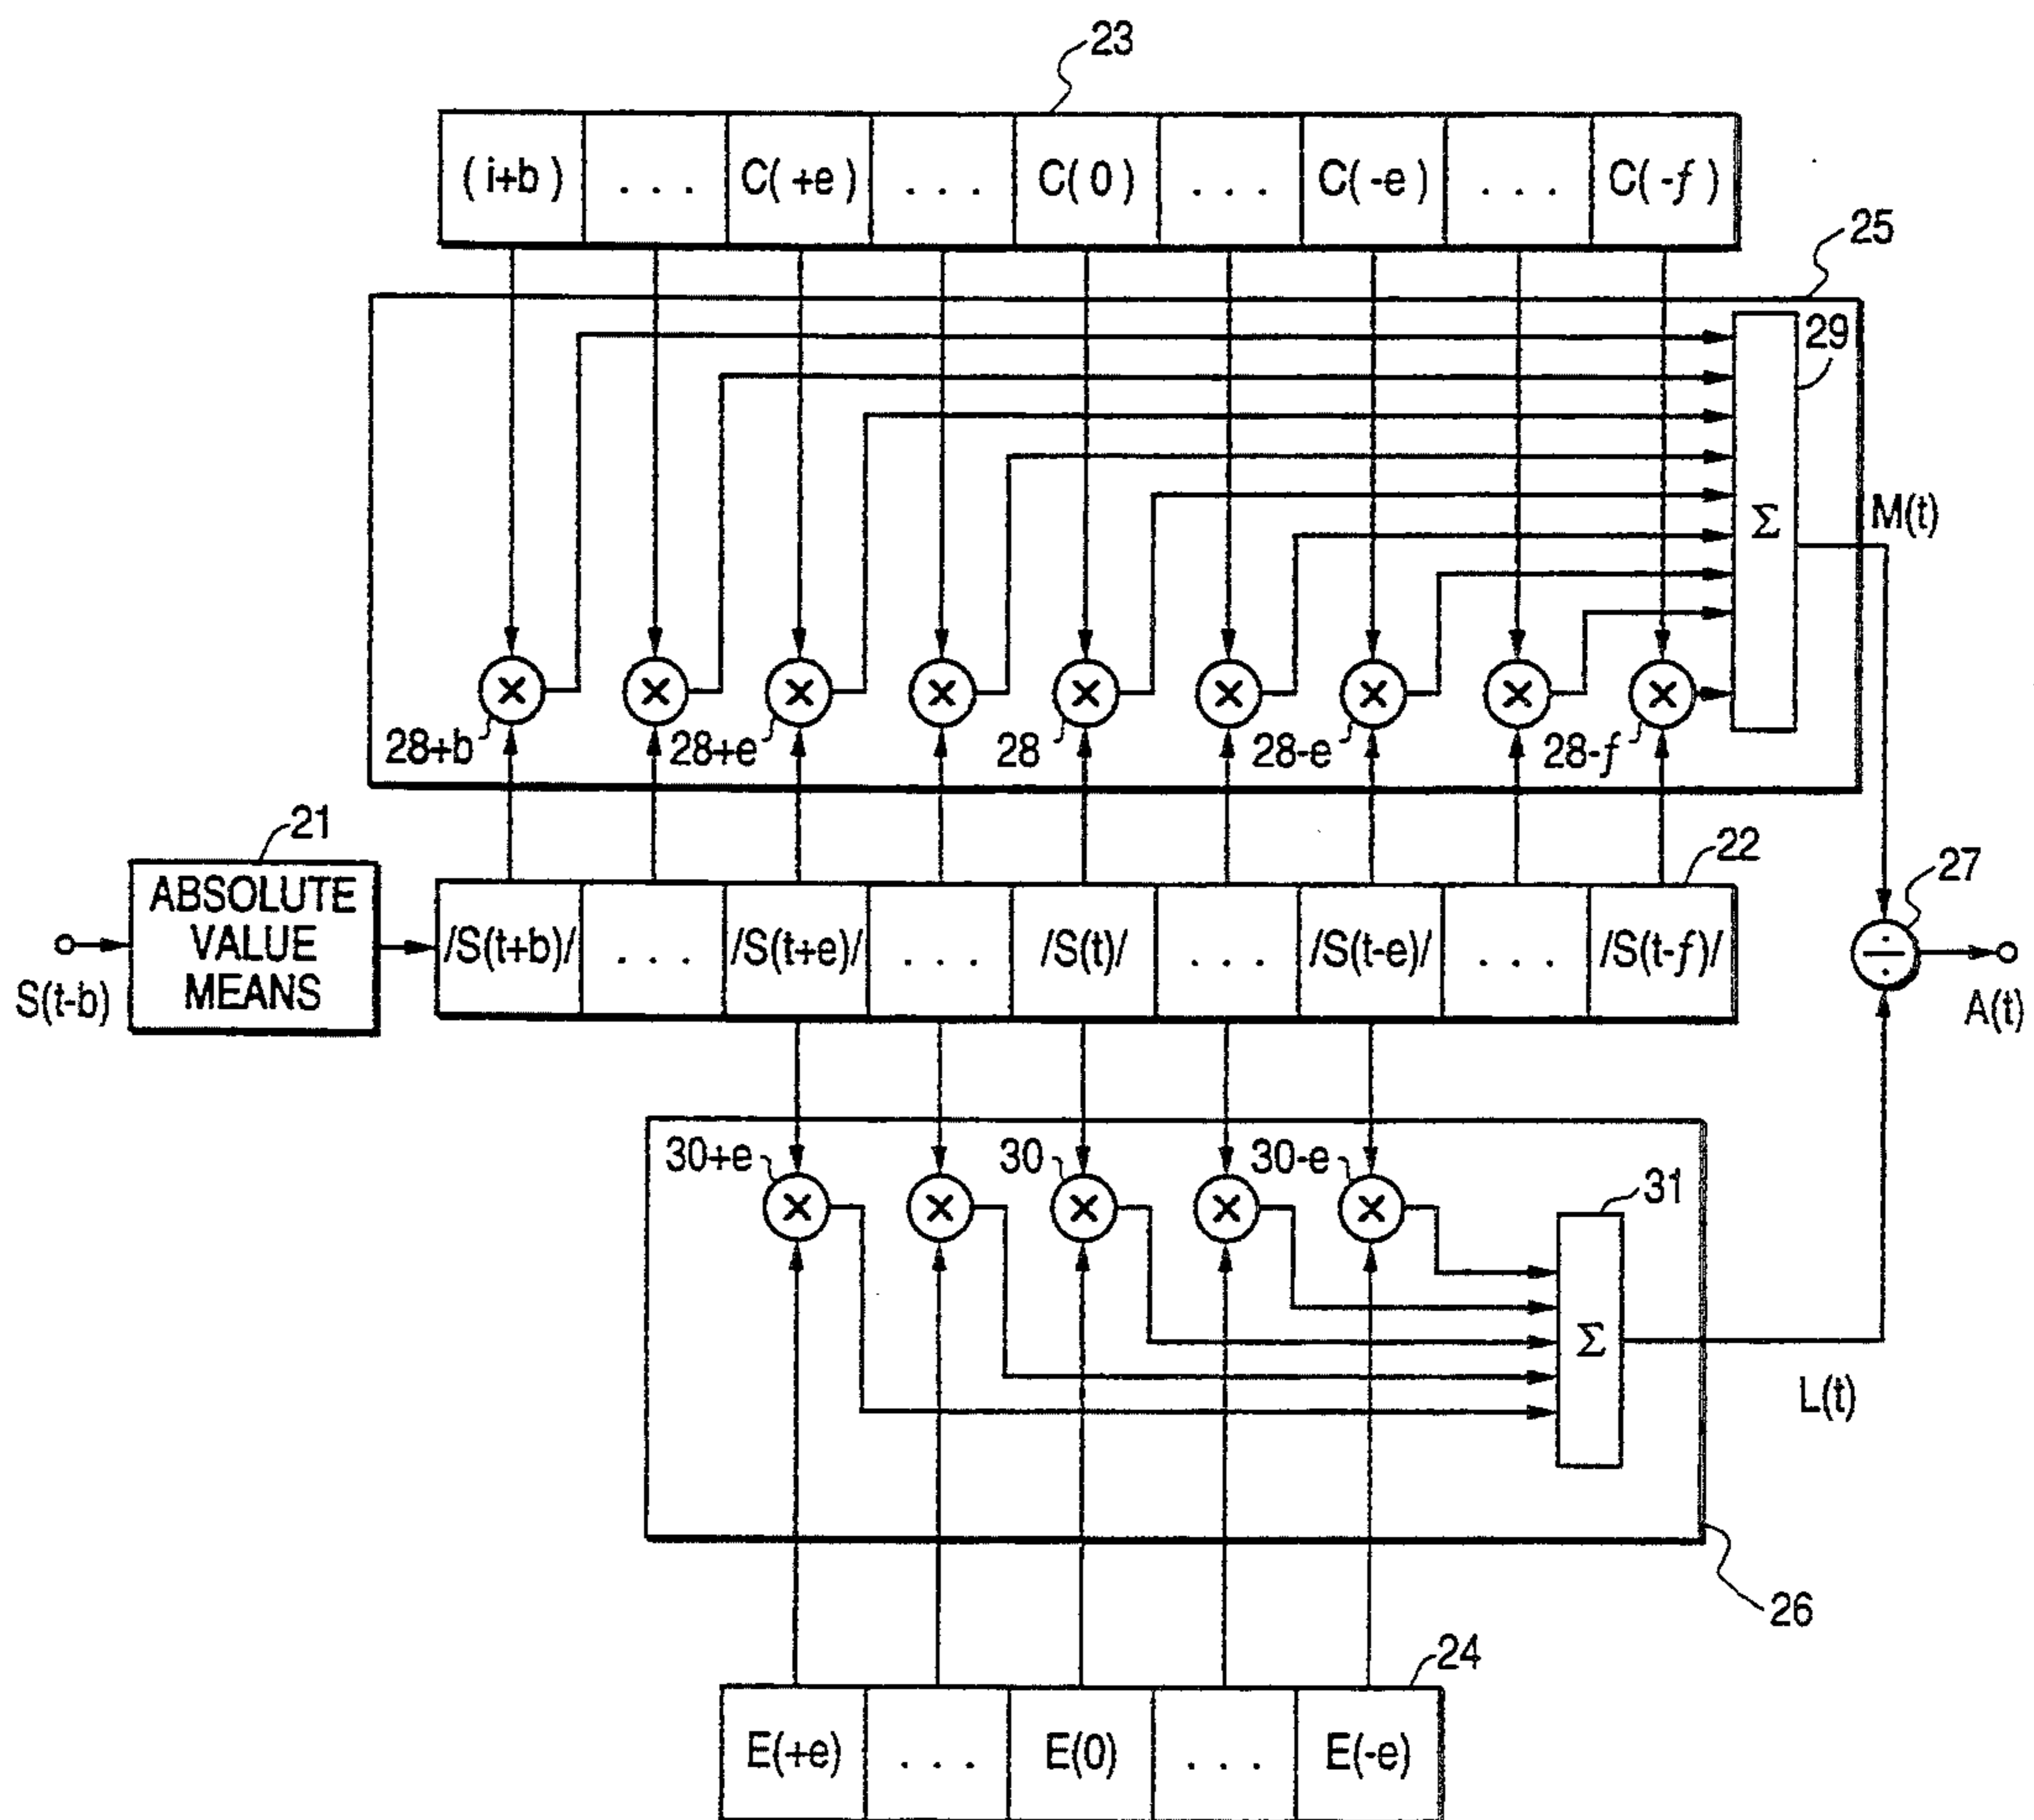 23
(i+b) ... C(+e) ... C(0) ... C(-e) ... C(-f)
25
29
Σ
M(t)
× × × × × × × × ×
28+b 28+e 28 28-e 28-f
21
22
27
ABSOLUTE
VALUE
MEANS
S(t-b)
/S(t+b)/ ... /S(t+e)/ ... /S(t)/ ... /S(t-e)/ ... /S(t-f)/
÷
A(t)
30+e 30 30-e
× × × × ×
31
Σ
L(t)
26
24
E(+e) ... E(0) ... E(-e)